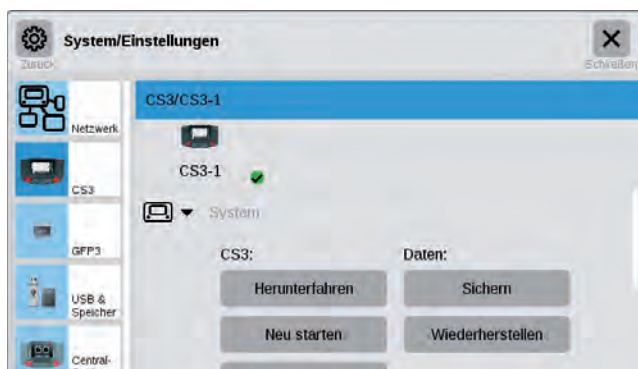 System/Einstellungen
Zurück
Schließen
Netzwerk
CS3/CS3-1
CS3-1
CS3
System
GFP3
CS3:
Daten:
Herunterfahren
Sichern
USB &
Speicher
Neu starten
Wiederherstellen
Central-